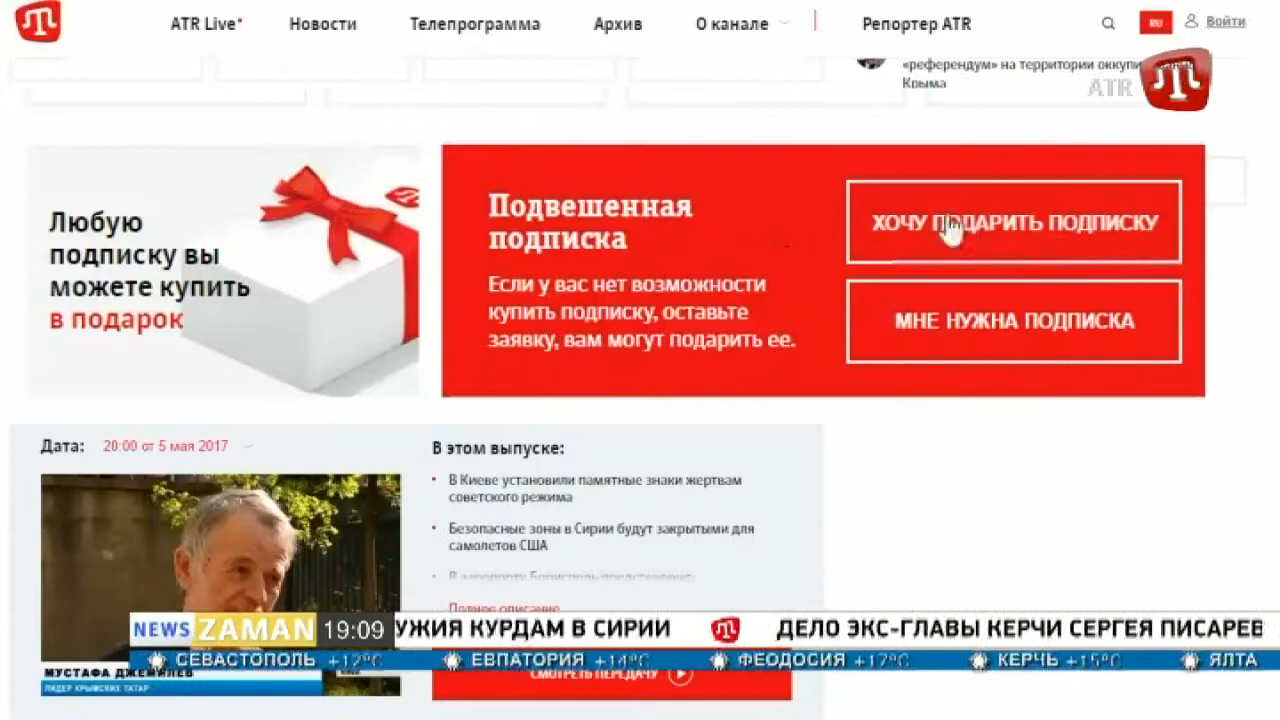 ATR Live Новости Телепрограмма Архив О канале Репортер ATR RU Войти
«референдум» на территории
Крыма
ATR
Любую
подписку вы
можете купить
в подарок
Подвешенная
подписка
Если у вас нет возможности
купить подписку, оставьте
заявку, вам могут подарить ее.
ХОЧУ ПОДАРИТЬ ПОДПИСКУ
МНЕ НУЖНА ПОДПИСКА
Дата: 20:00 от 5 мая 2017
В этом выпуске:
• В Киеве установили памятные знаки жертвам
советского режима
• Безопасные зоны в Сирии будут закрытыми для
самолетов США
Полное описание
NEWS ZAMAN 19:09 УЖИЯ КУРДАМ В СИРИИ ДЕЛО ЭКС-ГЛАВЫ КЕРЧИ СЕРГЕЯ ПИСАРЕВ
СЕВАСТОПОЛЬ +12°C ЕВПАТОРИЯ +14°C ФЕОДОСИЯ +17°C КЕРЧЬ +15°C ЯЛТА
МУСТАФА ДЖЕМИЛЕВ
ЛИДЕР КРЫМСКИХ ТАТАР
СМОТРЕТЬ ПЕРЕДАЧУ